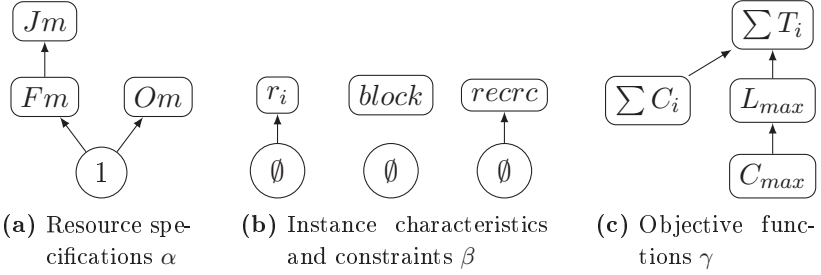 Jm
Fm Om
1
(a) Resource spe-
cifications α
r_i block recrc
∅ ∅ ∅
(b) Instance characteristics
and constraints β
∑ T_i
∑ C_i L_max
C_max
(c) Objective func-
tions γ